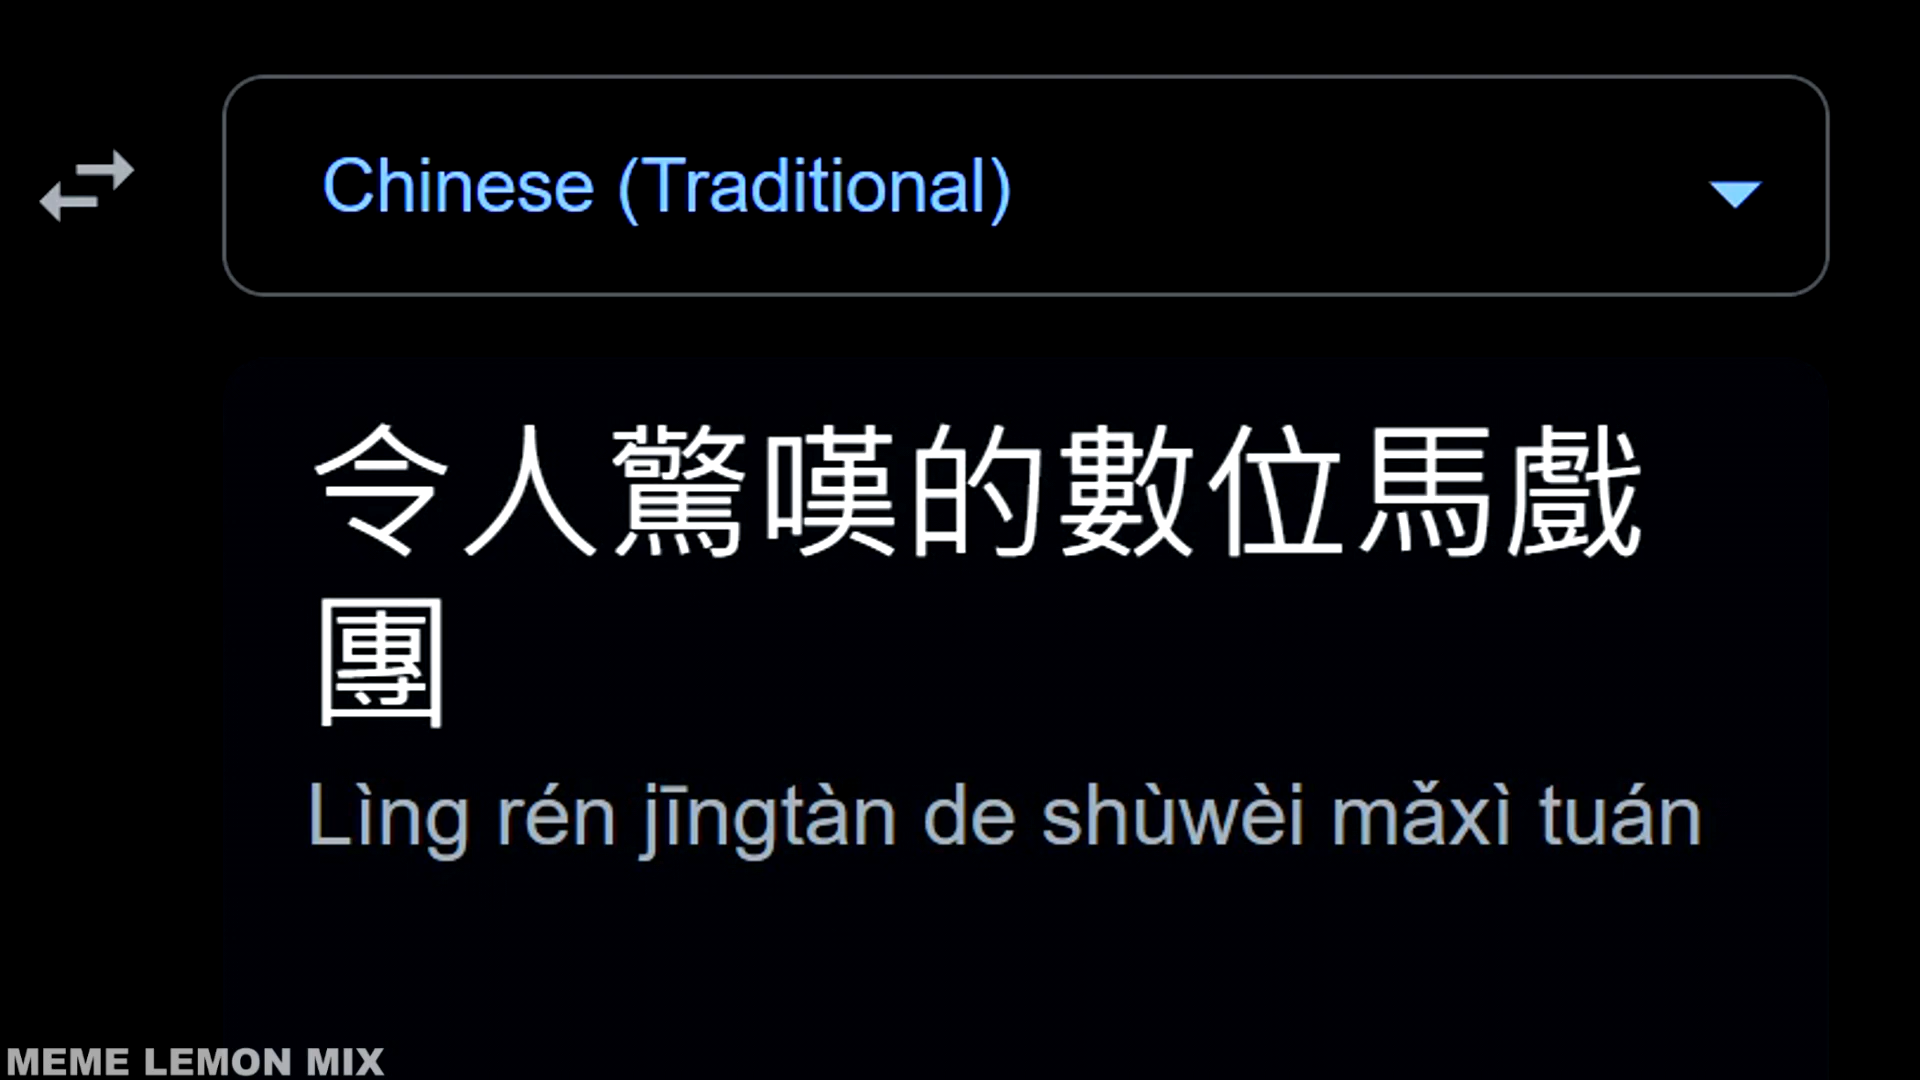 Chinese (Traditional)
令人驚嘆的數位馬戲
團
Lìng rén jīngtàn de shùwèi mǎxì tuán
MEME LEMON MIX